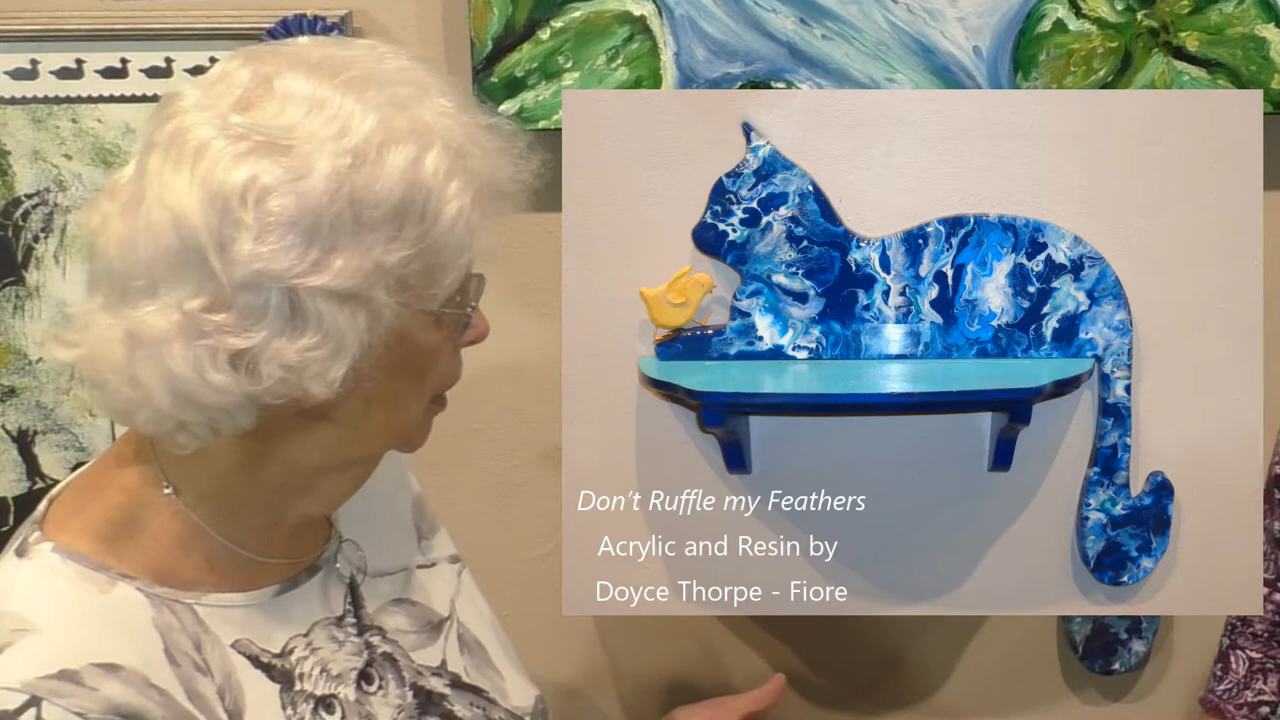 Don't Ruffle my Feathers
Acrylic and Resin by
Doyce Thorpe - Fiore